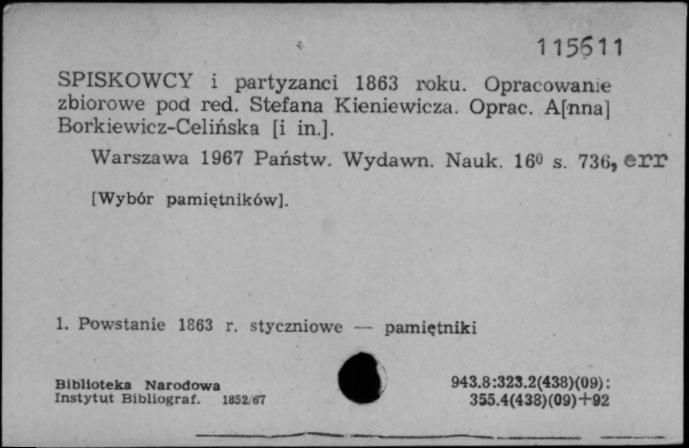 115611
SPISKOWCY i partyzanci 1863 roku. Opracowanie
zbiorowe pod red. Stefana Kieniewicza. Oprac. A[nna]
Borkiewicz-Celińska [i in.].
Warszawa 1967 Państw. Wydawn. Nauk. 16⁰ s. 736, err
[Wybór pamiętników].
1. Powstanie 1863 r. styczniowe — pamiętniki
Biblioteka Narodowa
Instytut Bibliograf. 1852/67
943.8:323.2(438)(09):
355.4(438)(09)+92